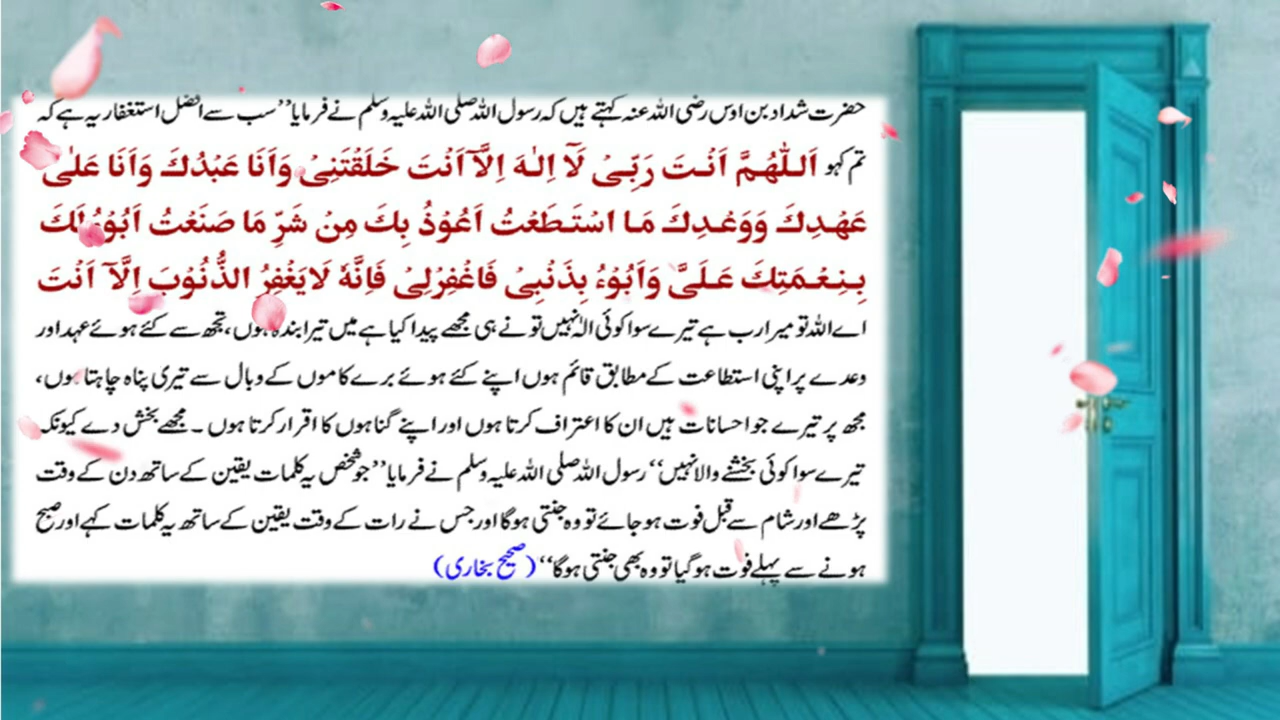 حضرت شداد بن اوس رضی اللہ عنہ کہتے ہیں کہ رسول اللہ صلی اللہ علیہ وسلم نے فرمایا ’’سب سے افضل استغفار یہ ہے کہ
تم کہو اَللّٰهُمَّ اَنْتَ رَبِّیْ لَآ اِلٰهَ اِلَّآ اَنْتَ خَلَقْتَنِیْ وَاَنَا عَبْدُكَ وَاَنَا عَلٰی
عَهْدِكَ وَوَعْدِكَ مَا اسْتَطَعْتُ اَعُوْذُ بِكَ مِنْ شَرِّ مَا صَنَعْتُ اَبُوْءُ لَكَ
بِنِعْمَتِكَ عَلَیَّ وَاَبُوْءُ بِذَنْبِیْ فَاغْفِرْلِیْ فَاِنَّهٗ لَا یَغْفِرُ الذُّنُوْبَ اِلَّآ اَنْتَ
اے اللہ تو میرا رب ہے تیرے سوا کوئی الٰہ نہیں تو نے ہی مجھے پیدا کیا ہے میں تیرا بندہ ہوں، تجھ سے کئے ہوئے عہد اور
وعدے پر اپنی استطاعت کے مطابق قائم ہوں اپنے کئے ہوئے برے کاموں کے وبال سے تیری پناہ چاہتا ہوں،
مجھ پر تیرے جو احسانات ہیں ان کا اعتراف کرتا ہوں اور اپنے گناہوں کا اقرار کرتا ہوں ۔ مجھے بخش دے کیونکہ
تیرے سوا کوئی بخشنے والا نہیں‘‘ رسول اللہ صلی اللہ علیہ وسلم نے فرمایا ’’جو شخص یہ کلمات یقین کے ساتھ دن کے وقت
پڑھے اور شام سے قبل فوت ہو جائے تو وہ جنتی ہوگا اور جس نے رات کے وقت یقین کے ساتھ یہ کلمات کہے اور صبح
ہونے سے پہلے فوت ہو گیا تو وہ بھی جنتی ہوگا‘‘ (صحیح بخاری)